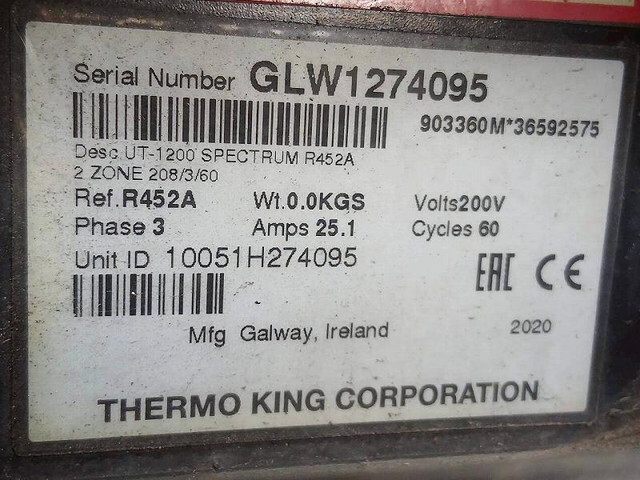 Serial Number GLW1274095
903360M*36592575
Desc UT-1200 SPECTRUM R452A
2 ZONE 208/3/60
Ref.R452A Wt.0.0KGS Volts200V
Phase 3 Amps 25.1 Cycles 60
Unit ID 10051H274095
EAC CE
Mfg Galway, Ireland 2020
THERMO KING CORPORATION